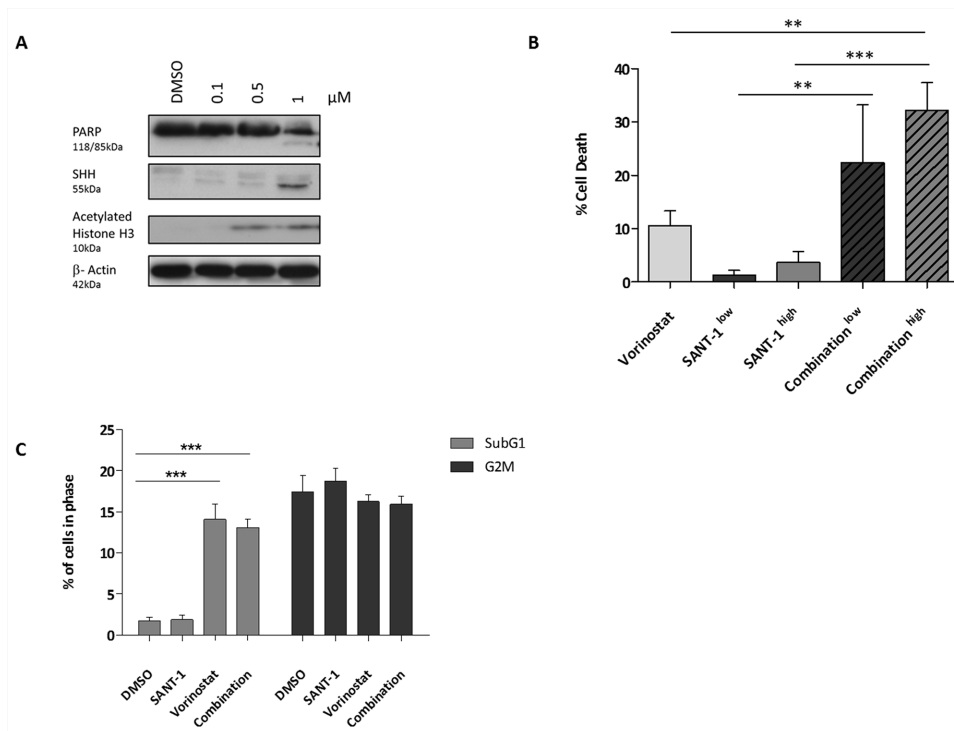 A
DMSO
0.1
0.5
1
µM
PARP
118/85kDa
SHH
55kDa
Acetylated
Histone H3
10kDa
β- Actin
42kDa
B
**
***
**
% Cell Death
40
30
20
10
0
Vorinostat
SANT-1 low
SANT-1 high
Combination low
Combination high
C
% of cells in phase
25
20
15
10
5
0
***
***
SubG1
G2M
DMSO
SANT-1
Vorinostat
Combination
DMSO
SANT-1
Vorinostat
Combination